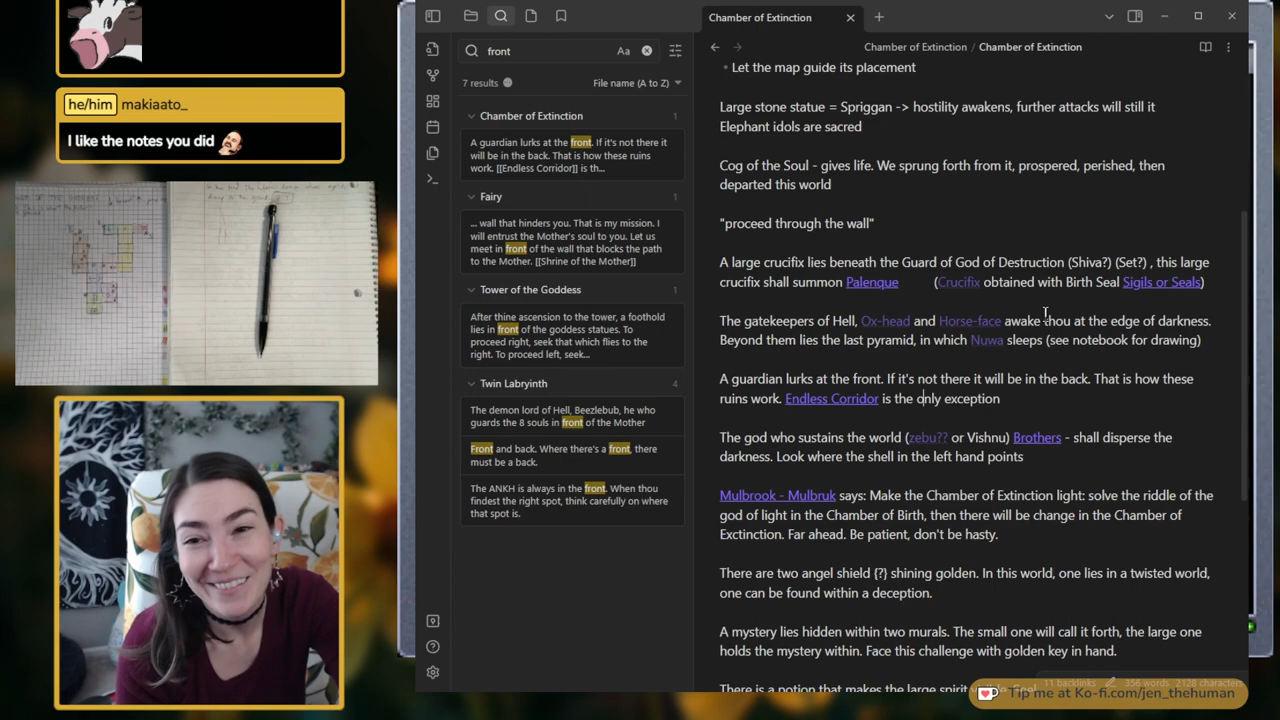 he/him makiaato_
I like the notes you did
front
Aa
7 results
File name (A to Z)
Chamber of Extinction 1
A guardian lurks at the front. If it's not there it
will be in the back. That is how these ruins
work. [[Endless Corridor]] is th...
Fairy 1
... wall that hinders you. That is my mission. I
will entrust the Mother's soul to you. Let us
meet in front of the wall that blocks the path
to the Mother. [[Shrine of the Mother]]
Tower of the Goddess 1
After thine ascension to the tower, a foothold
lies in front of the goddess statues. To
proceed right, seek that which flies to the
right. To proceed left, seek...
Twin Labryinth 4
The demon lord of Hell, Beezlebub, he who
guards the 8 souls in front of the Mother
Front and back. Where there's a front, there
must be a back.
The ANKH is always in the front. When thou
findest the right spot, think carefully on where
that spot is.
Chamber of Extinction
Chamber of Extinction / Chamber of Extinction
Let the map guide its placement
Large stone statue = Spriggan -> hostility awakens, further attacks will still it
Elephant idols are sacred
Cog of the Soul - gives life. We sprung forth from it, prospered, perished, then
departed this world
"proceed through the wall"
A large crucifix lies beneath the Guard of God of Destruction (Shiva?) (Set?) , this large
crucifix shall summon Palenque (Crucifix obtained with Birth Seal Sigils or Seals)
The gatekeepers of Hell, Ox-head and Horse-face awake thou at the edge of darkness.
Beyond them lies the last pyramid, in which Nuwa sleeps (see notebook for drawing)
A guardian lurks at the front. If it's not there it will be in the back. That is how these
ruins work. Endless Corridor is the only exception
The god who sustains the world (zebu?? or Vishnu) Brothers - shall disperse the
darkness. Look where the shell in the left hand points
Mulbrook - Mulbruk says: Make the Chamber of Extinction light: solve the riddle of the
god of light in the Chamber of Birth, then there will be change in the Chamber of
Exctinction. Far ahead. Be patient, don't be hasty.
There are two angel shield {?} shining golden. In this world, one lies in a twisted world,
one can be found within a deception.
A mystery lies hidden within two murals. The small one will call it forth, the large one
holds the mystery within. Face this challenge with golden key in hand.
There is a potion that makes the large spirit
11 backlinks 356 words 2128 characters
Tip me at Ko-fi.com/jen_thehuman